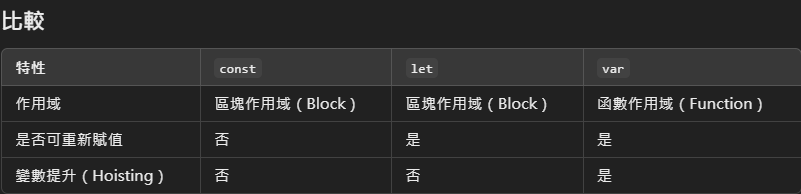 比較
特性 const let var
作用域 區塊作用域（Block） 區塊作用域（Block） 函數作用域（Function）
是否可重新賦值 否 是 是
變數提升（Hoisting） 否 否 是